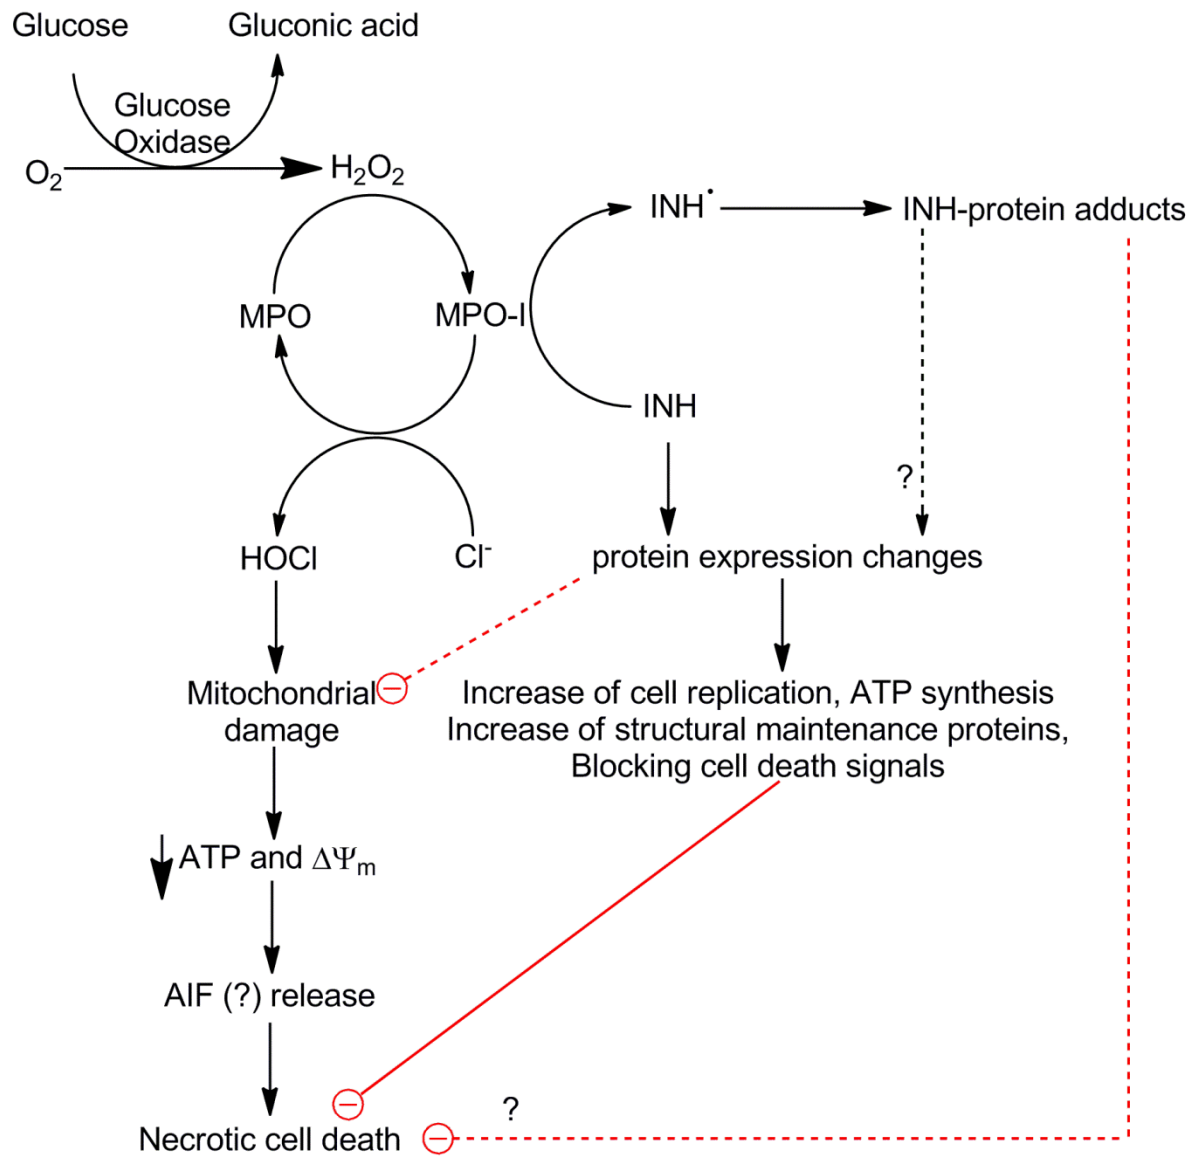 Glucose
Gluconic acid
Glucose
Oxidase
O₂
H₂O₂
INH•
INH-protein adducts
MPO
MPO-I
INH
?
HOCl
Cl⁻
protein expression changes
Mitochondrial
damage
Increase of cell replication, ATP synthesis
Increase of structural maintenance proteins,
Blocking cell death signals
ATP and ΔΨₘ
AIF (?) release
?
Necrotic cell death